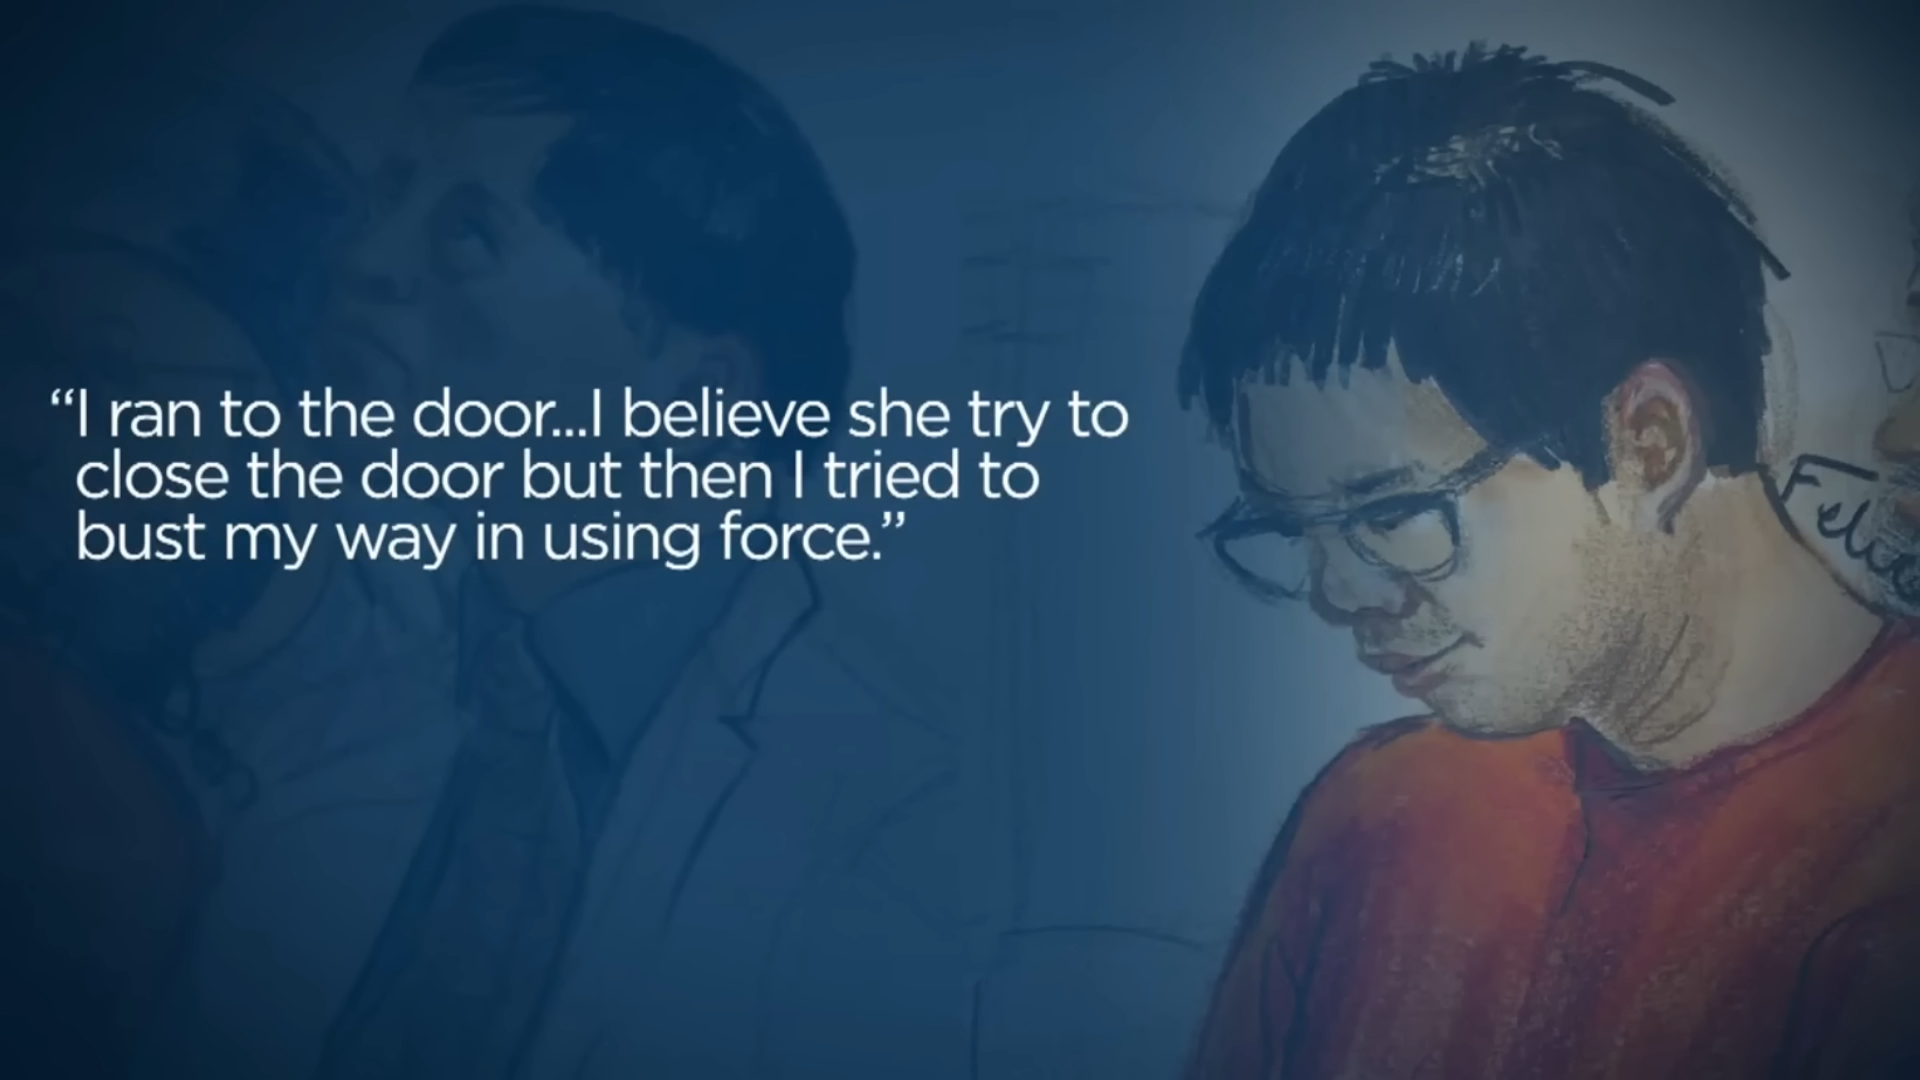 “I ran to the door...I believe she try to
close the door but then I tried to
bust my way in using force.”